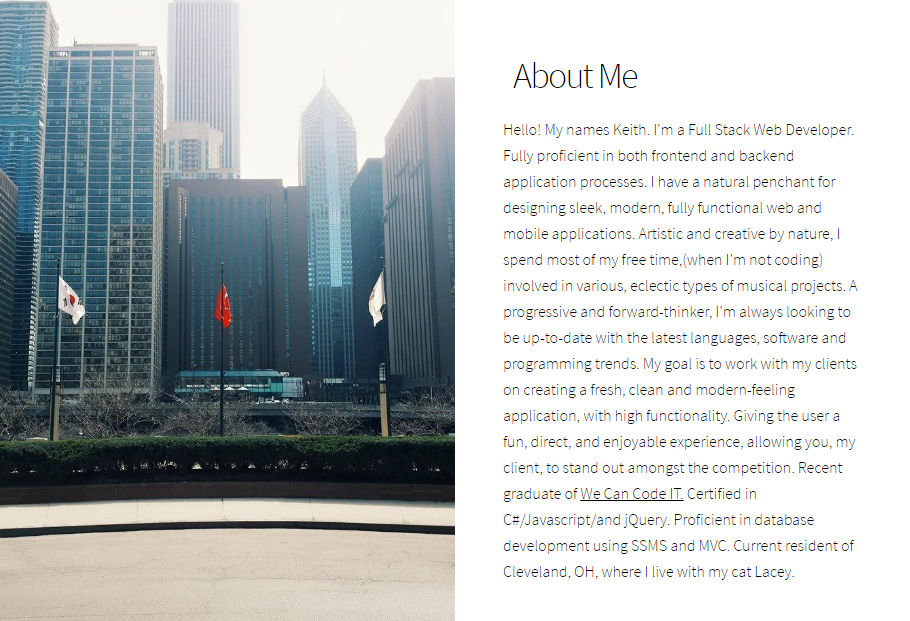 About Me
Hello! My names Keith. I'm a Full Stack Web Developer.
Fully proficient in both frontend and backend
application processes. I have a natural penchant for
designing sleek, modern, fully functional web and
mobile applications. Artistic and creative by nature, I
spend most of my free time,(when I'm not coding)
involved in various, eclectic types of musical projects. A
progressive and forward-thinker, I'm always looking to
be up-to-date with the latest languages, software and
programming trends. My goal is to work with my clients
on creating a fresh, clean and modern-feeling
application, with high functionality. Giving the user a
fun, direct, and enjoyable experience, allowing you, my
client, to stand out amongst the competition. Recent
graduate of We Can Code IT. Certified in
C#/Javascript/and jQuery. Proficient in database
development using SSMS and MVC. Current resident of
Cleveland, OH, where I live with my cat Lacey.